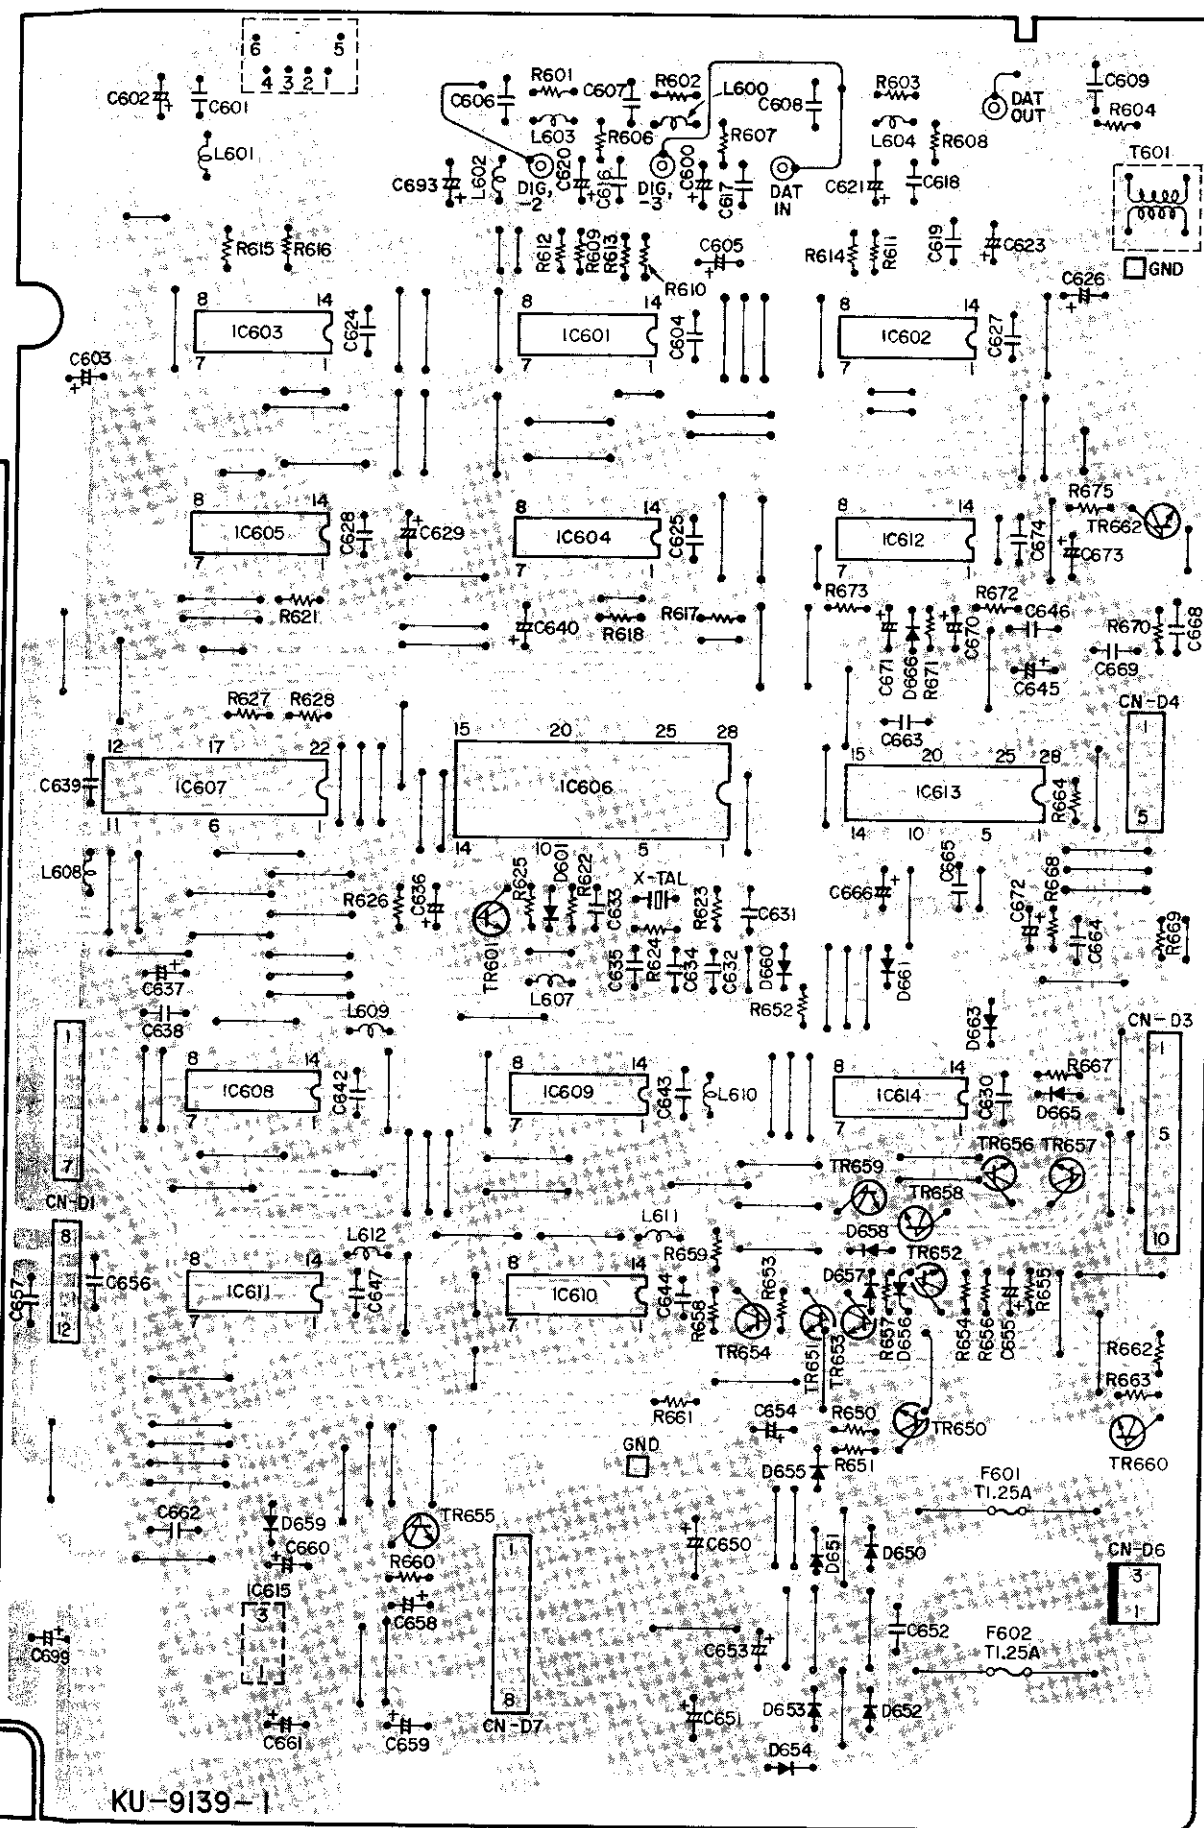 6 5
4 3 2 1
C602 + C601
L601
C606 R601 C607 R602 L600 C608 R603 DAT OUT C609 R604
L603 R606 R607 L604 R608 T601
C693 + L602 DIG, -2 C620 + C616 DIG, -3 C600 + C617 DAT IN C621 + C618
R615 R616 R612 R609 R613 R610 C605 + R614 R611 C619 C623 + GND
C626 +
8 14 IC603 7 1 C624
8 14 IC601 7 1 C604
8 14 IC602 7 1 C627
C603 +
8 14 IC605 7 1 C628 C629 +
8 14 IC604 7 1 C625
8 14 IC612 7 1 C674
R675 TR662 C673 +
R621 C640 + R618 R617 R673 R672 C646 R670 C668
C671 + D666 R671 C670 + C645 + C669
R627 R628 C663 CN-D4
12 17 22 IC607 11 6 1 C639
15 20 25 28 IC606 14 10 5 1
15 20 25 28 IC613 14 10 5 1 R664
1 5
L608 R626 C636 + TR601 R625 D601 R622 C633 X-TAL R623 C631 C666 + C665 C672 + R668 C664 R669
C637 + C638 L609 L607 C635 R624 C634 C632 D660 R652 D661 D663
CN-D3
1 5 10
1 7
CN-D1
8 12
8 14 IC608 7 1 C642
8 14 IC609 7 1 C643 L610
8 14 IC614 7 1 C630
R667 D665
TR659 TR656 TR657
TR658
L612 L611 R659 D658 TR652
C657 C656
8 14 IC611 7 1 C647
8 14 IC610 7 1 C644
R658 TR654 R653 TR651 D657 TR653 R657 D656 R654 R656 C655 + R655
R662 R663
R661 C654 + R650 TR650 TR660
GND R651
D655 F601 T1.25A
C662 D659 TR655 C650 + D651 D650
C660 + R660 CN-D6
IC615 3 1 C658 + 3 1
C699 + C653 + C652 F602 T1.25A
1 8 CN-D7
C661 + C659 + C651 + D653 D652
D654
KU-9139-1